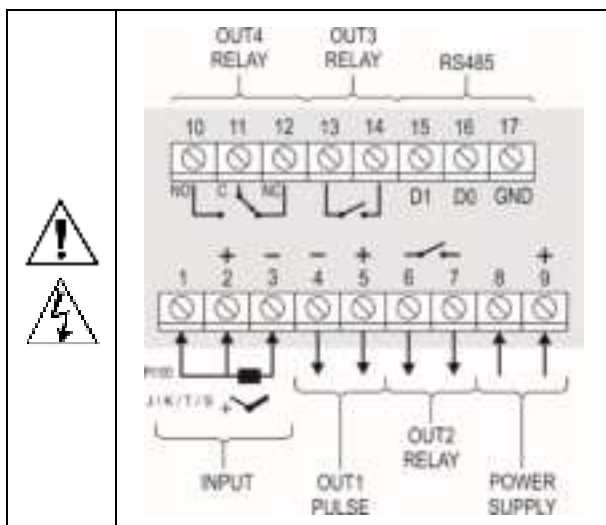 OUT4 OUT3
RELAY RELAY RS485
10 11 12 13 14 15 16 17
NO C NC D1 D0 GND
+ - - + +
1 2 3 4 5 6 7 8 9
Pt100
J / K / T / S +
INPUT OUT1 PULSE OUT2 RELAY POWER SUPPLY